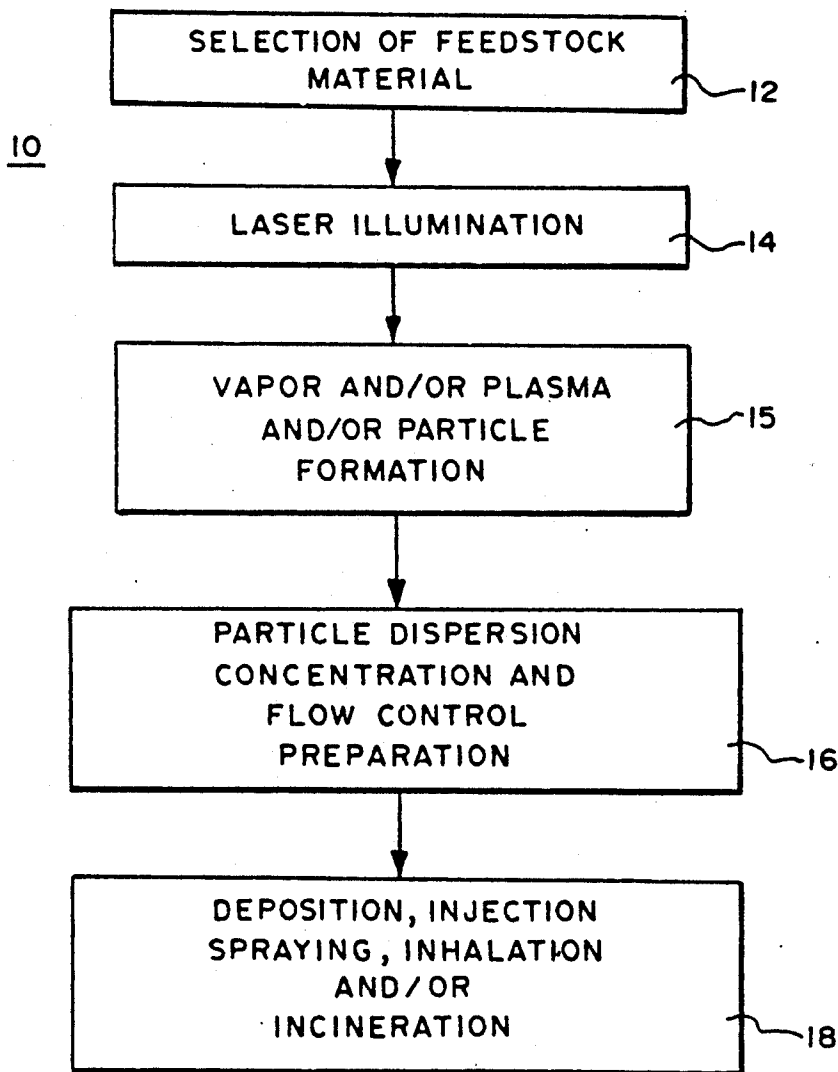 SELECTION OF FEEDSTOCK
MATERIAL
12
10
LASER ILLUMINATION
14
VAPOR AND/OR PLASMA
AND/OR PARTICLE
FORMATION
15
PARTICLE DISPERSION
CONCENTRATION AND
FLOW CONTROL
PREPARATION
16
DEPOSITION, INJECTION
SPRAYING, INHALATION
AND/OR
INCINERATION
18